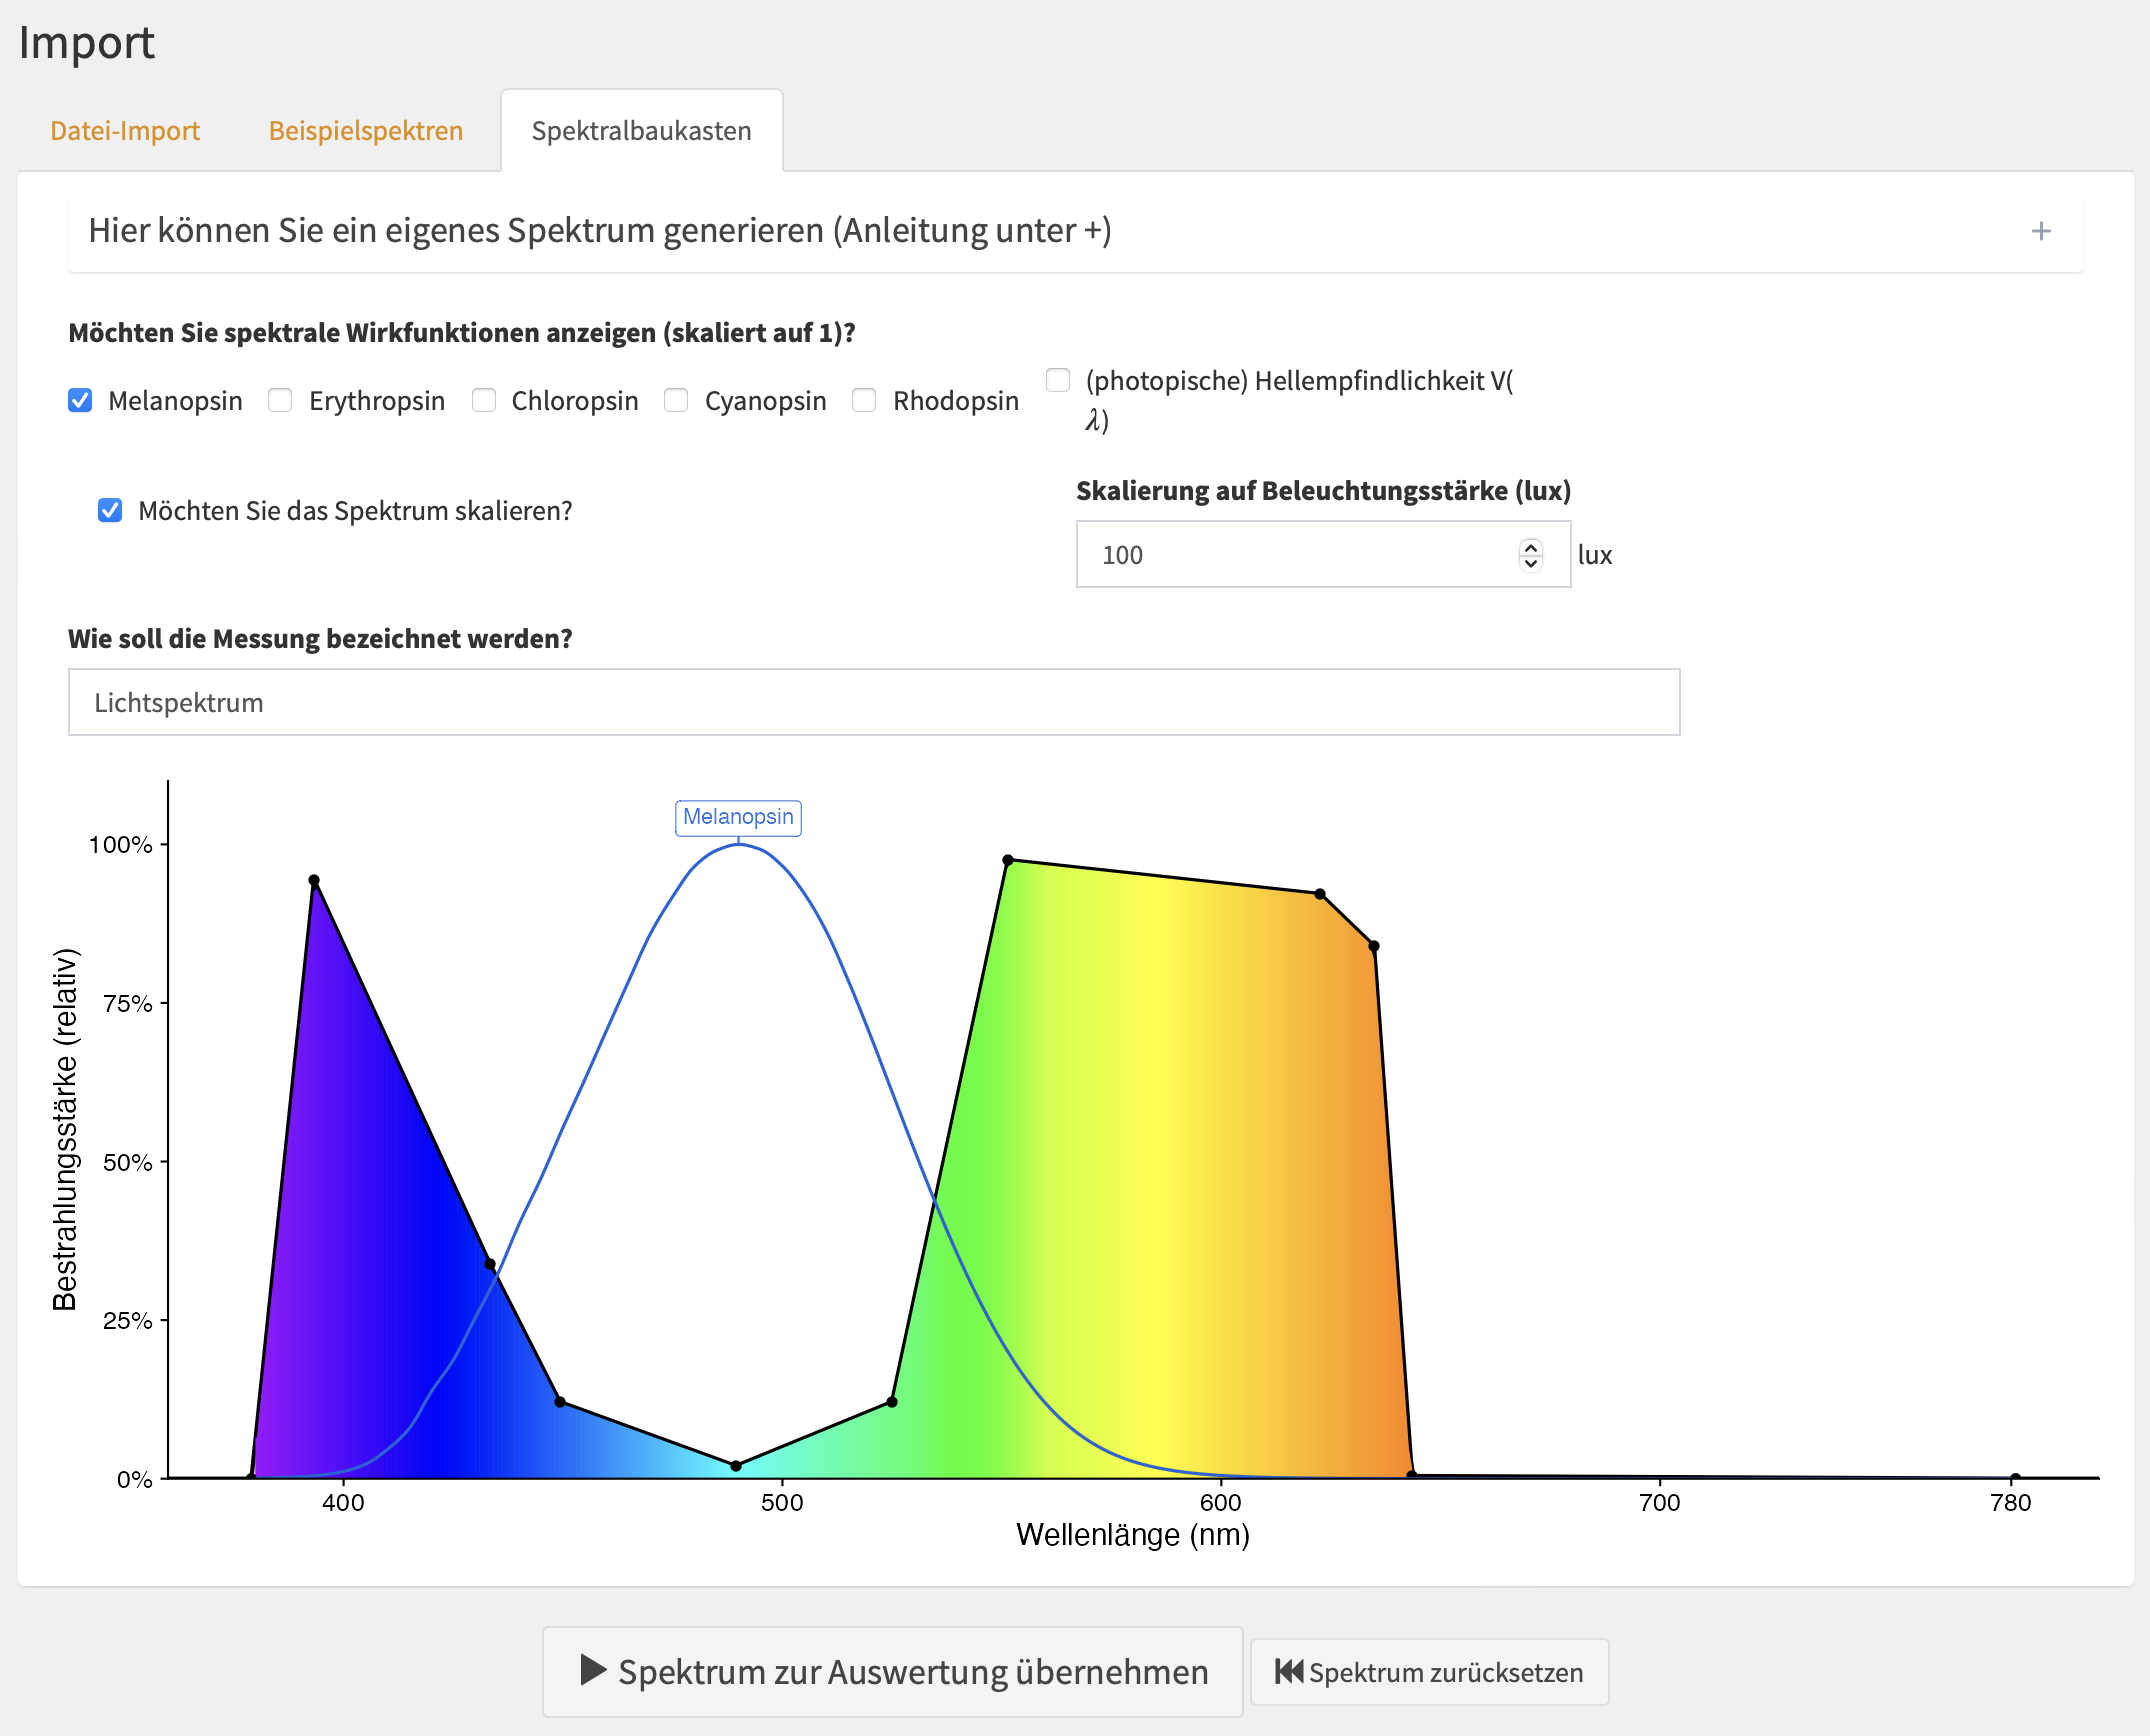 Import
Datei-Import
Beispielspektren
Spektralbaukasten
Hier können Sie ein eigenes Spektrum generieren (Anleitung unter +)
+
Möchten Sie spektrale Wirkfunktionen anzeigen (skaliert auf 1)?
Melanopsin
Erythropsin
Chloropsin
Cyanopsin
Rhodopsin
(photopische) Hellempfindlichkeit V(
λ)
Möchten Sie das Spektrum skalieren?
Skalierung auf Beleuchtungsstärke (lux)
100
lux
Wie soll die Messung bezeichnet werden?
Lichtspektrum
Melanopsin
100%
75%
50%
25%
0%
Bestrahlungsstärke (relativ)
400
500
600
700
780
Wellenlänge (nm)
Spektrum zur Auswertung übernehmen
Spektrum zurücksetzen